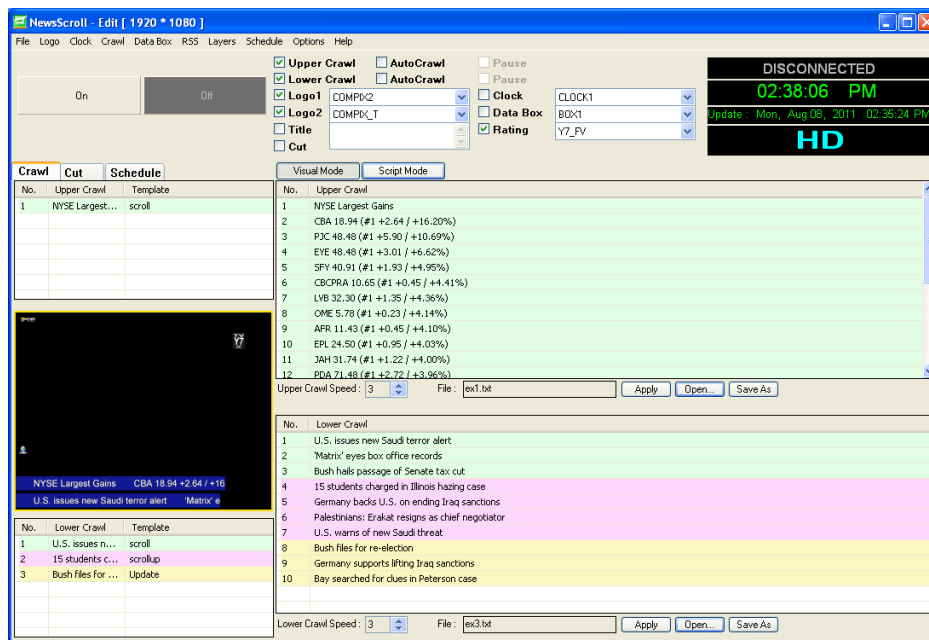 NewsScroll - Edit [ 1920 * 1080]
File Logo Clock Crawl Data Box RSS Layers Schedule Options Help
On Off
Upper Crawl AutoCrawl Pause
Lower Crawl AutoCrawl Pause
Logo1 COMPIX2 Clock CLOCK1
Logo2 COMPIX_T Data Box BOX1
Title Rating Y7_FV
Cut
DISCONNECTED
02:38:06 PM
Update : Mon, Aug 08, 2011 02:35:24 PM
HD
Crawl Cut Schedule
No. Upper Crawl Template
1 NYSE Largest... scroll
Visual Mode Script Mode
No. Upper Crawl
1 NYSE Largest Gains
2 CBA 18.94 (#1 +2.64 / +16.20%)
3 PJC 48.48 (#1 +5.90 / +10.69%)
4 EYE 48.48 (#1 +3.01 / +6.62%)
5 SFY 40.91 (#1 +1.93 / +4.95%)
6 CBCPRA 10.65 (#1 +0.45 / +4.41%)
7 LVB 32.30 (#1 +1.35 / +4.36%)
8 OME 5.78 (#1 +0.23 / +4.14%)
9 AFR 11.43 (#1 +0.45 / +4.10%)
10 EPL 24.50 (#1 +0.95 / +4.03%)
11 JAH 31.74 (#1 +1.22 / +4.00%)
12 PDA 71.48 (#1 +2.72 / +3.96%)
Upper Crawl Speed : 3 File : ex1.txt Apply Open... Save As
Y7
NYSE Largest Gains CBA 18.94 +2.64 / +16
U.S. issues new Saudi terror alert 'Matrix' e
No. Lower Crawl Template
1 U.S. issues n... scroll
2 15 students c... scrollup
3 Bush files for ... Update
No. Lower Crawl
1 U.S. issues new Saudi terror alert
2 'Matrix' eyes box office records
3 Bush hails passage of Senate tax cut
4 15 students charged in Illinois hazing case
5 Germany backs U.S. on ending Iraq sanctions
6 Palestinians: Erakat resigns as chief negotiator
7 U.S. warns of new Saudi threat
8 Bush files for re-election
9 Germany supports lifting Iraq sanctions
10 Bay searched for clues in Peterson case
Lower Crawl Speed : 3 File : ex3.txt Apply Open... Save As